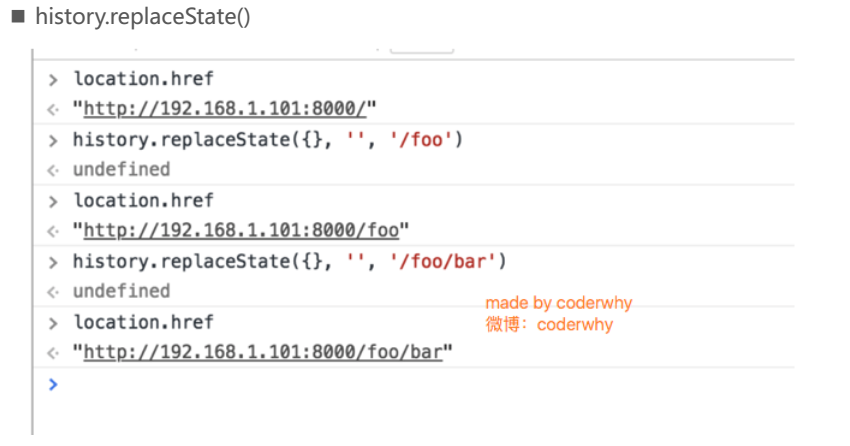 ■ history.replaceState()
> location.href
<· "http://192.168.1.101:8000/"
> history.replaceState({}, '', '/foo')
<· undefined
> location.href
<· "http://192.168.1.101:8000/foo"
> history.replaceState({}, '', '/foo/bar')
<· undefined
made by coderwhy
> location.href
微博：coderwhy
<· "http://192.168.1.101:8000/foo/bar"
>